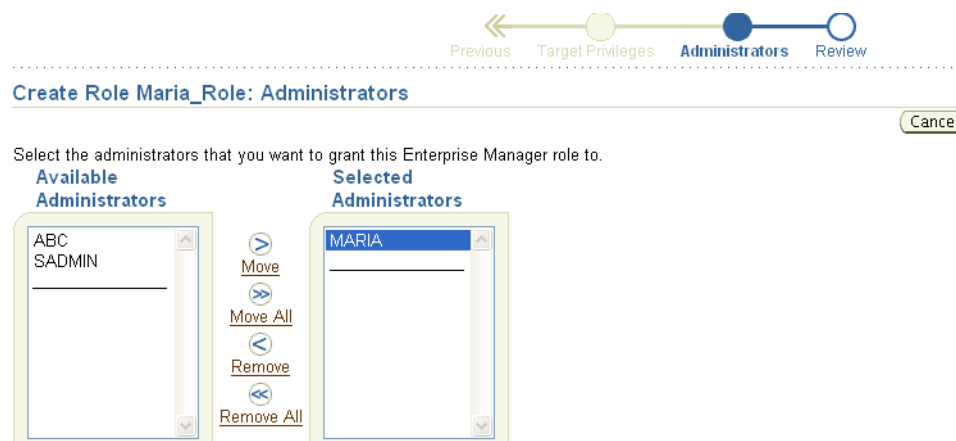 Previous Target Privileges Administrators Review
Create Role Maria_Role: Administrators
Cance
Select the administrators that you want to grant this Enterprise Manager role to.
Available Administrators
Selected Administrators
ABC
SADMIN
Move
Move All
Remove
Remove All
MARIA